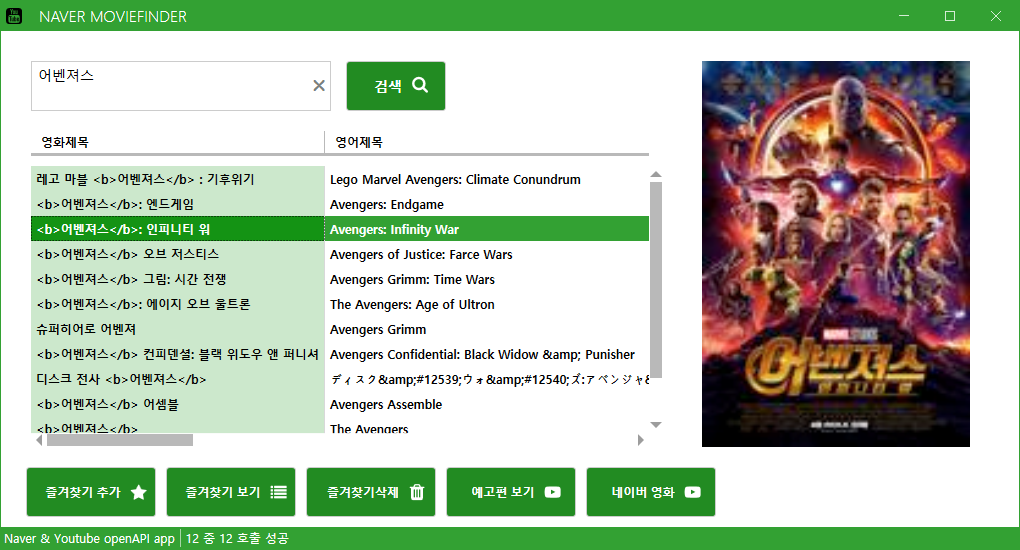 NAVER MOVIEFINDER
어벤져스
검색
영화제목 영어제목
레고 마블 <b>어벤져스</b> : 기후위기 Lego Marvel Avengers: Climate Conundrum
<b>어벤져스</b>: 엔드게임 Avengers: Endgame
<b>어벤져스</b>: 인피니티 워 Avengers: Infinity War
<b>어벤져스</b> 오브 저스티스 Avengers of Justice: Farce Wars
<b>어벤져스</b> 그림: 시간 전쟁 Avengers Grimm: Time Wars
<b>어벤져스</b>: 에이지 오브 울트론 The Avengers: Age of Ultron
슈퍼히어로 어벤져 Avengers Grimm
<b>어벤져스</b> 컨피덴셜: 블랙 위도우 앤 퍼니셔 Avengers Confidential: Black Widow &amp; Punisher
디스크 전사 <b>어벤져스</b> ディスク&amp;#12539;ウォ&amp;#12540;ズ:アベンジャ&
<b>어벤져스</b> 어셈블 Avengers Assemble
<b>어벤져스</b> The Avengers
MARVEL STUDIOS
어벤져스
인피니티 워
즐겨찾기 추가 즐겨찾기 보기 즐겨찾기삭제 예고편 보기 네이버 영화
Naver & Youtube openAPI app 12 중 12 호출 성공